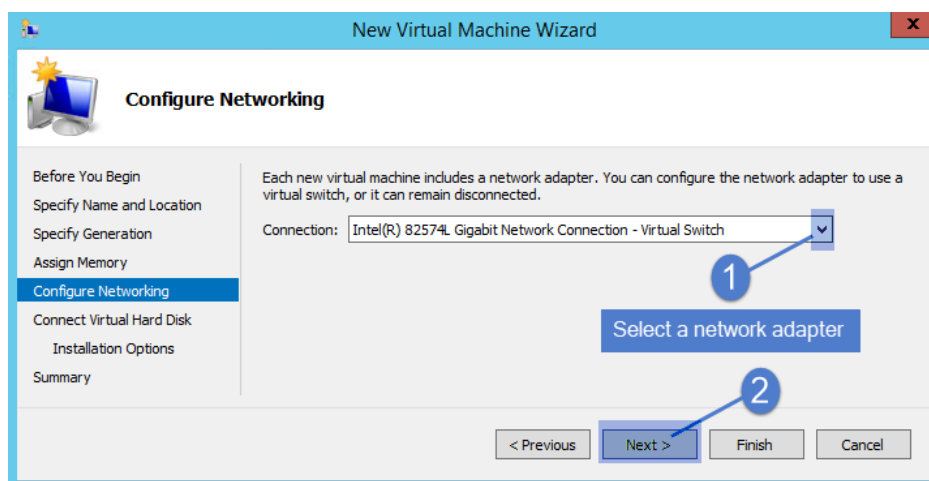 New Virtual Machine Wizard
x
Configure Networking
Before You Begin
Specify Name and Location
Specify Generation
Assign Memory
Configure Networking
Connect Virtual Hard Disk
Installation Options
Summary
Each new virtual machine includes a network adapter. You can configure the network adapter to use a
virtual switch, or it can remain disconnected.
Connection: Intel(R) 82574L Gigabit Network Connection - Virtual Switch
1
Select a network adapter
2
< Previous Next > Finish Cancel